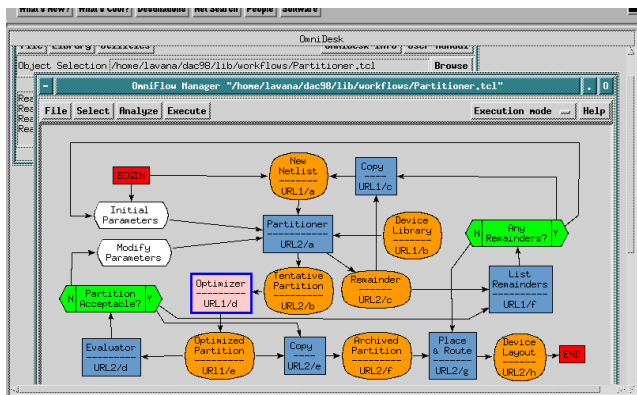 What's New? What's Cool? Destinations Net Search People Software
OmniDesk
File Library Utilities OmniDesk Info User Manual
Object Selection /home/lavana/dac98/lib/workflows/Partitioner.tcl Browse
OmniFlow Manager "/home/lavana/dac98/lib/workflows/Partitioner.tcl"
Rea
Rea
Rea
Rea
File Select Analyze Execute Execution mode Help
BEGIN
New
Netlist
URL1/a
Copy
URL1/c
Initial
Parameters
Partitioner
URL2/a
Device
Library
URL1/b
N Any Y
Remainders?
Modify
Parameters
Optimizer
URL1/d
Tentative
Partition
URL2/b
Remainder
URL2/c
List
Remainders
URL1/f
N Partition Y
Acceptable?
Evaluator
URL2/d
Optimized
Partition
URl1/e
Copy
URL2/e
Archived
Partition
URL2/f
Place
& Route
URL2/g
Device
Layout
URL2/h
END